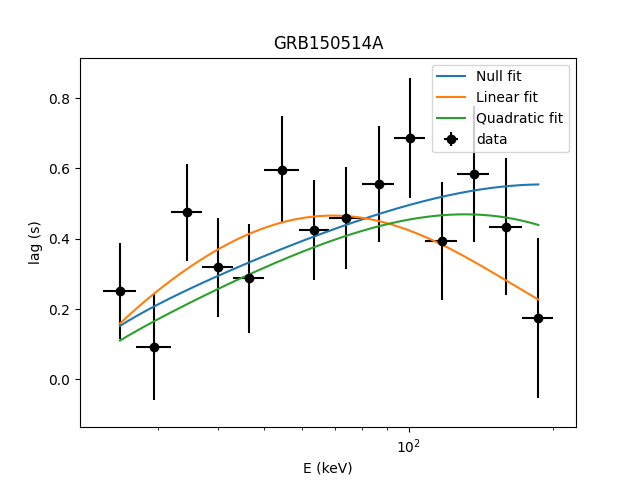 GRB150514A
Null fit
Linear fit
Quadratic fit
data
lag (s)
0.8
0.6
0.4
0.2
0.0
10²
E (keV)